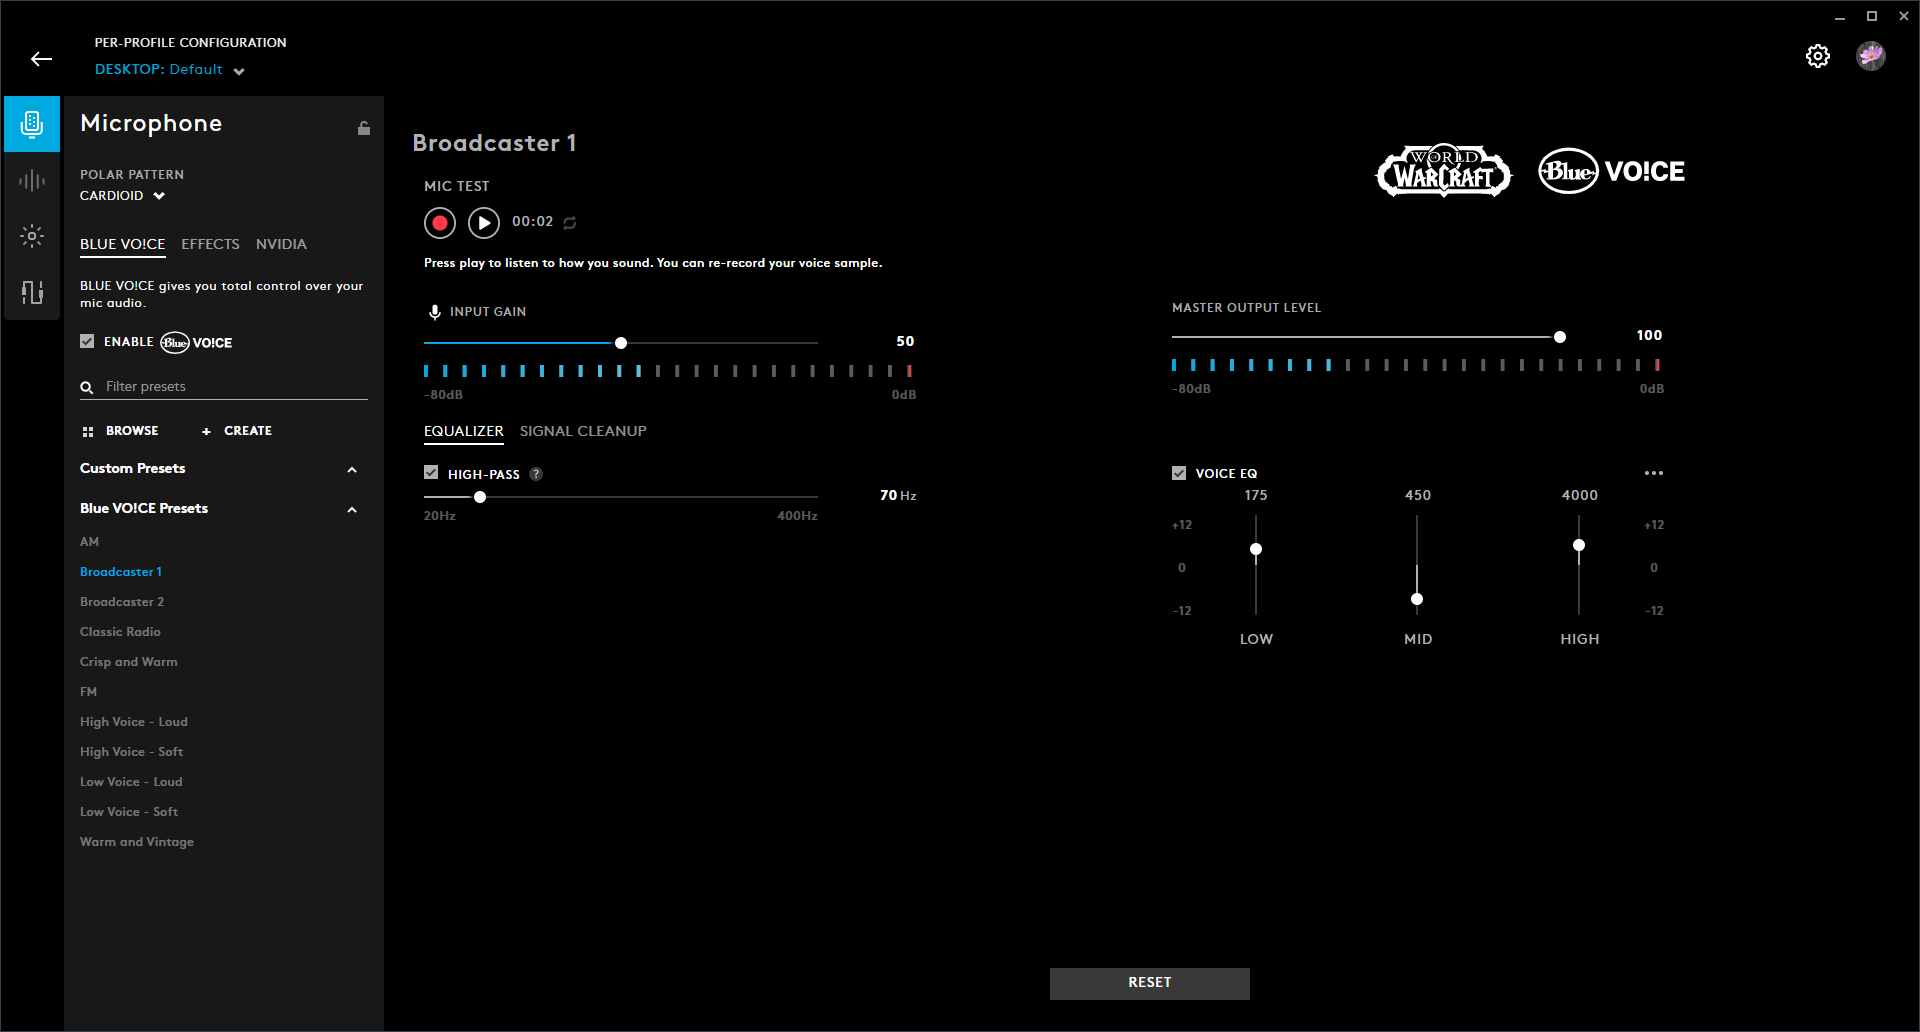 PER-PROFILE CONFIGURATION
DESKTOP: Default
Microphone
POLAR PATTERN
CARDIOID
BLUE VO!CE EFFECTS NVIDIA
BLUE VO!CE gives you total control over your
mic audio.
ENABLE Blue VO!CE
Filter presets
BROWSE + CREATE
Custom Presets
Blue VO!CE Presets
AM
Broadcaster 1
Broadcaster 2
Classic Radio
Crisp and Warm
FM
High Voice - Loud
High Voice - Soft
Low Voice - Loud
Low Voice - Soft
Warm and Vintage
Broadcaster 1
WORLD OF WARCRAFT
Blue VO!CE
MIC TEST
00:02
Press play to listen to how you sound. You can re-record your voice sample.
INPUT GAIN
50
-80dB 0dB
MASTER OUTPUT LEVEL
100
-80dB 0dB
EQUALIZER SIGNAL CLEANUP
HIGH-PASS ?
70 Hz
20Hz 400Hz
VOICE EQ
175 450 4000
+12 +12
0 0
-12 -12
LOW MID HIGH
RESET